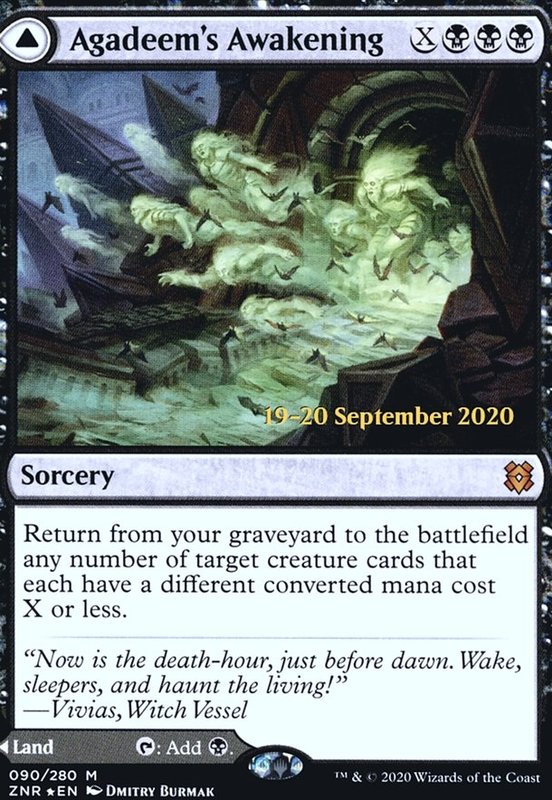 Agadeem's Awakening X
19-20 September 2020
Sorcery
Return from your graveyard to the battlefield
any number of target creature cards that
each have a different converted mana cost
X or less.
“Now is the death-hour, just before dawn. Wake,
sleepers, and haunt the living!”
—Vivias, Witch Vessel
Land : Add .
090/280 M
ZNR ★ EN Dmitry Burmak
™ & © 2020 Wizards of the Coast